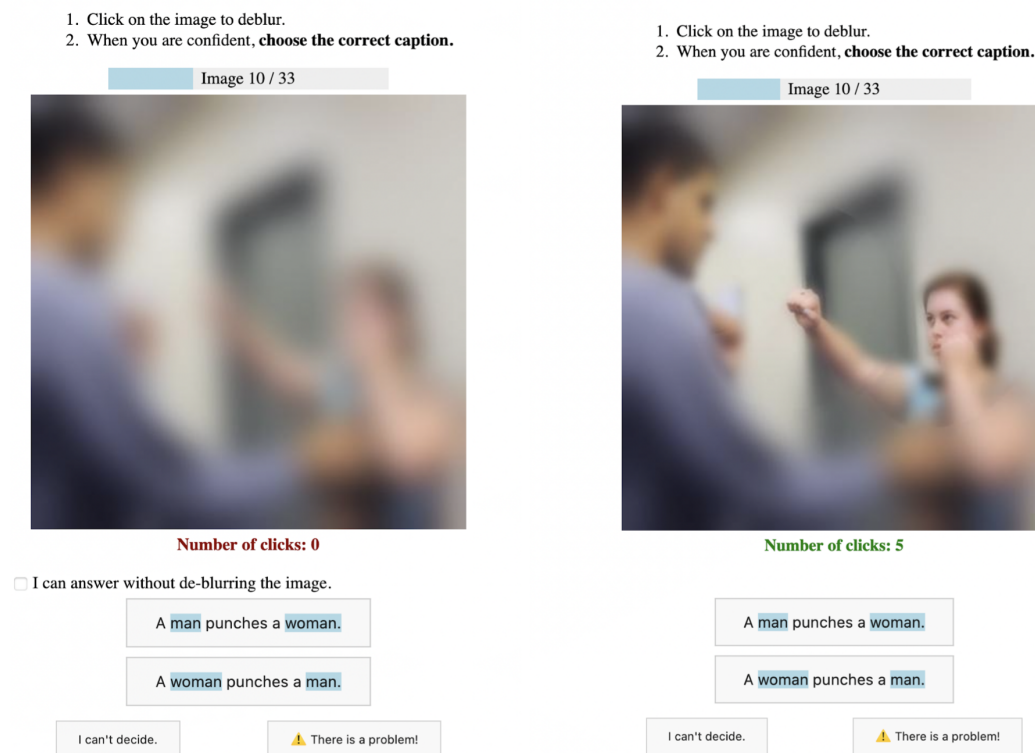 1. Click on the image to deblur.
2. When you are confident, choose the correct caption.
Image 10 / 33
Number of clicks: 0
I can answer without de-blurring the image.
A man punches a woman.
A woman punches a man.
I can't decide.
There is a problem!
1. Click on the image to deblur.
2. When you are confident, choose the correct caption.
Image 10 / 33
Number of clicks: 5
A man punches a woman.
A woman punches a man.
I can't decide.
There is a problem!